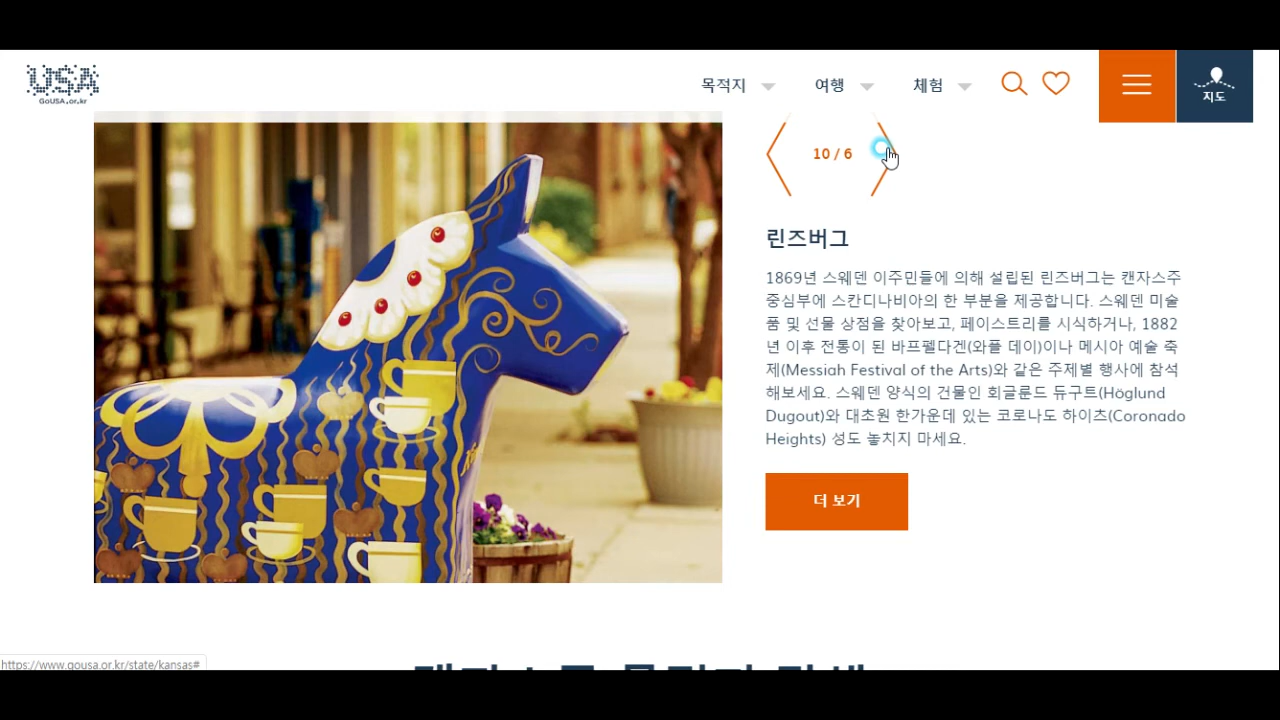 USA
GoUSA.or.kr
목적지
여행
체험
지도
10 / 6
린즈버그
1869년 스웨덴 이주민들에 의해 설립된 린즈버그는 캔자스주
중심부에 스칸디나비아의 한 부분을 제공합니다. 스웨덴 미술
품 및 선물 상점을 찾아보고, 페이스트리를 시식하거나, 1882
년 이후 전통이 된 바프펠다겐(와플 데이)이나 메시아 예술 축
제(Messiah Festival of the Arts)와 같은 주제별 행사에 참석
해보세요. 스웨덴 양식의 건물인 회글룬드 듀구트(Höglund
Dugout)와 대초원 한가운데 있는 코로나도 하이츠(Coronado
Heights) 성도 놓치지 마세요.
더 보기
https://www.gousa.or.kr/state/kansas#